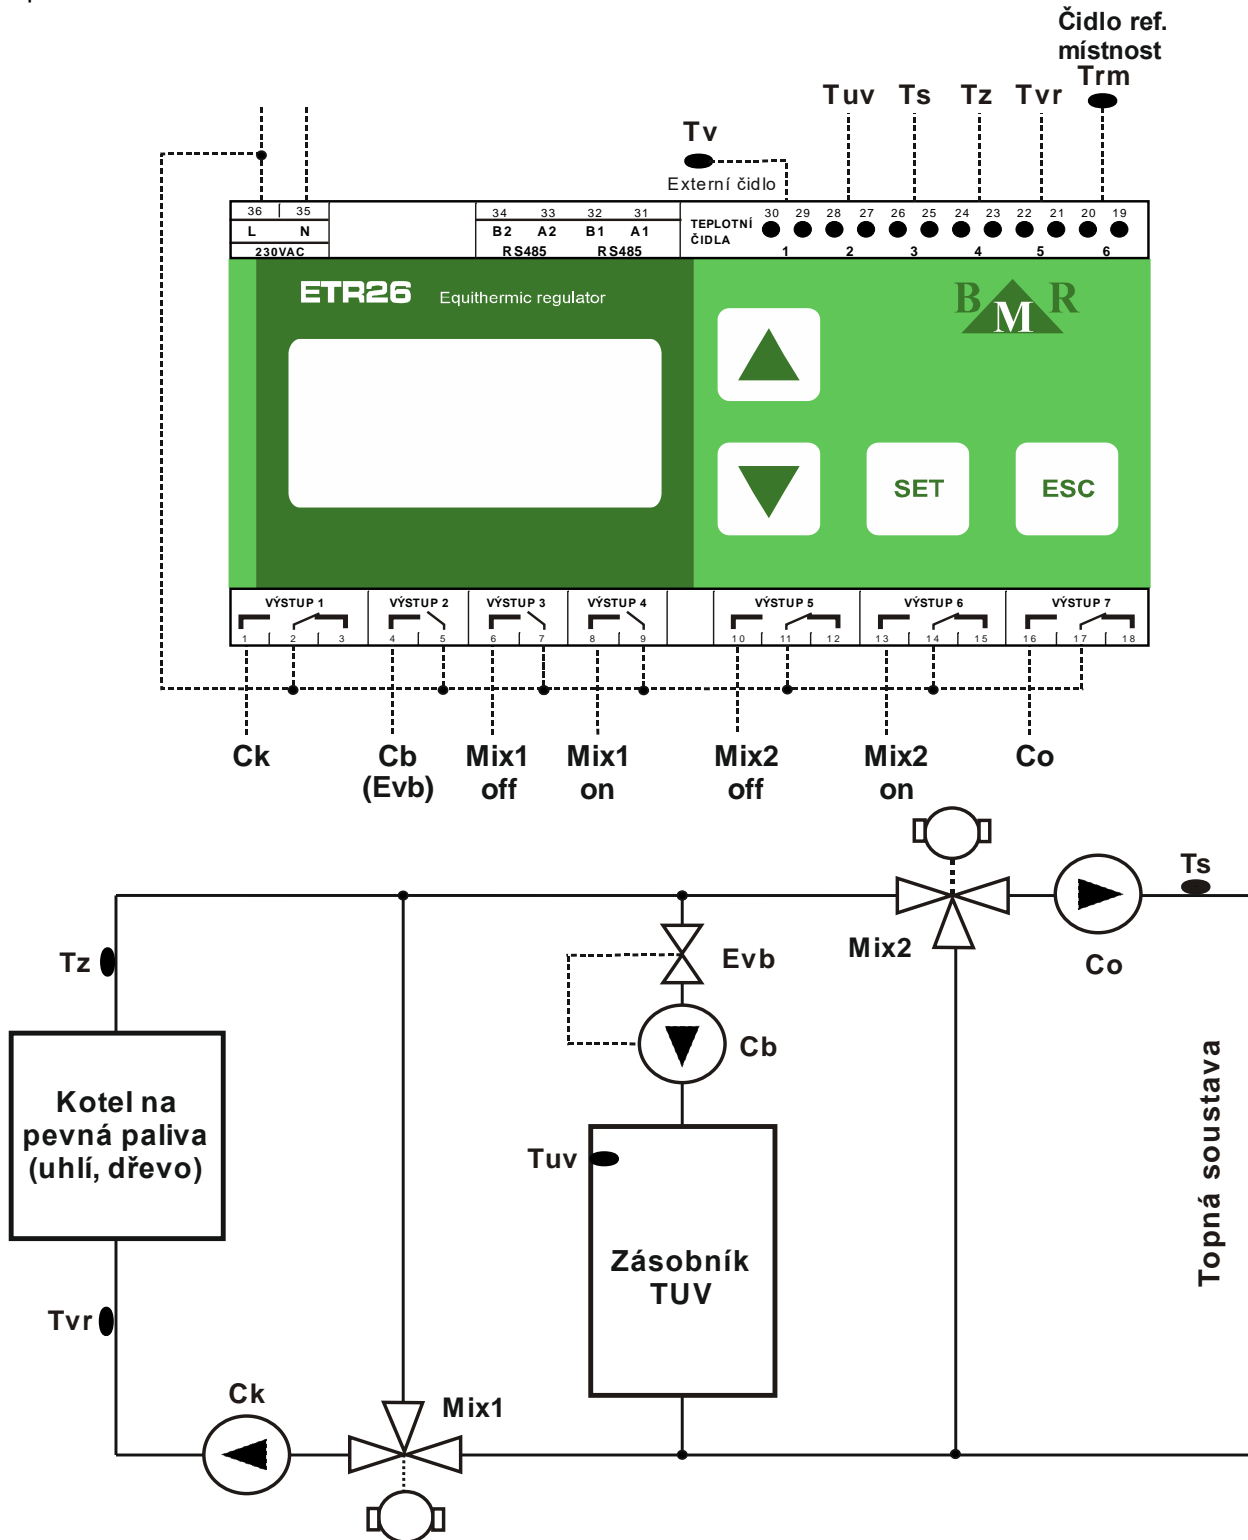 Čidlo ref.
místnost
Trm
Tuv Ts Tz Tvr
Tv
Externí čidlo
36 35
L N
230VAC
34 33 32 31
B2 A2 B1 A1
RS485 RS485
TEPLOTNÍ
ČIDLA
30 29 28 27 26 25 24 23 22 21 20 19
1 2 3 4 5 6
ETR26 Equithermic regulator
B M R
SET ESC
VÝSTUP 1 VÝSTUP 2 VÝSTUP 3 VÝSTUP 4 VÝSTUP 5 VÝSTUP 6 VÝSTUP 7
1 2 3 4 5 6 7 8 9 10 11 12 13 14 15 16 17 18
Ck
Cb
(Evb)
Mix1
off
Mix1
on
Mix2
off
Mix2
on
Co
Ts
Tz
Evb
Mix2
Co
Cb
Kotel na
pevná paliva
(uhlí, dřevo)
Tuv
Zásobník
TUV
Topná soustava
Tvr
Ck
Mix1